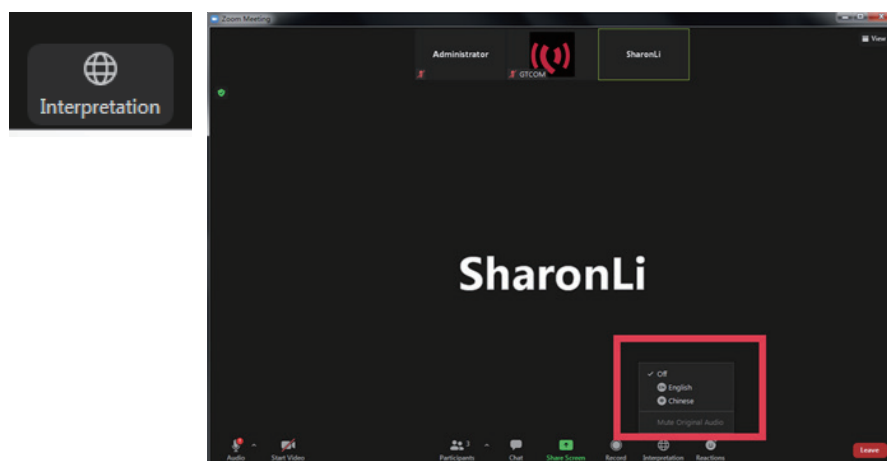 Interpretation
Zoom Meeting
View
Administrator
GTCOM
SharonLi
SharonLi
Off
English
Chinese
Mute Original Audio
3
Audio
Start Video
Participants
Chat
Share Screen
Record
Interpretation
Reactions
Leave